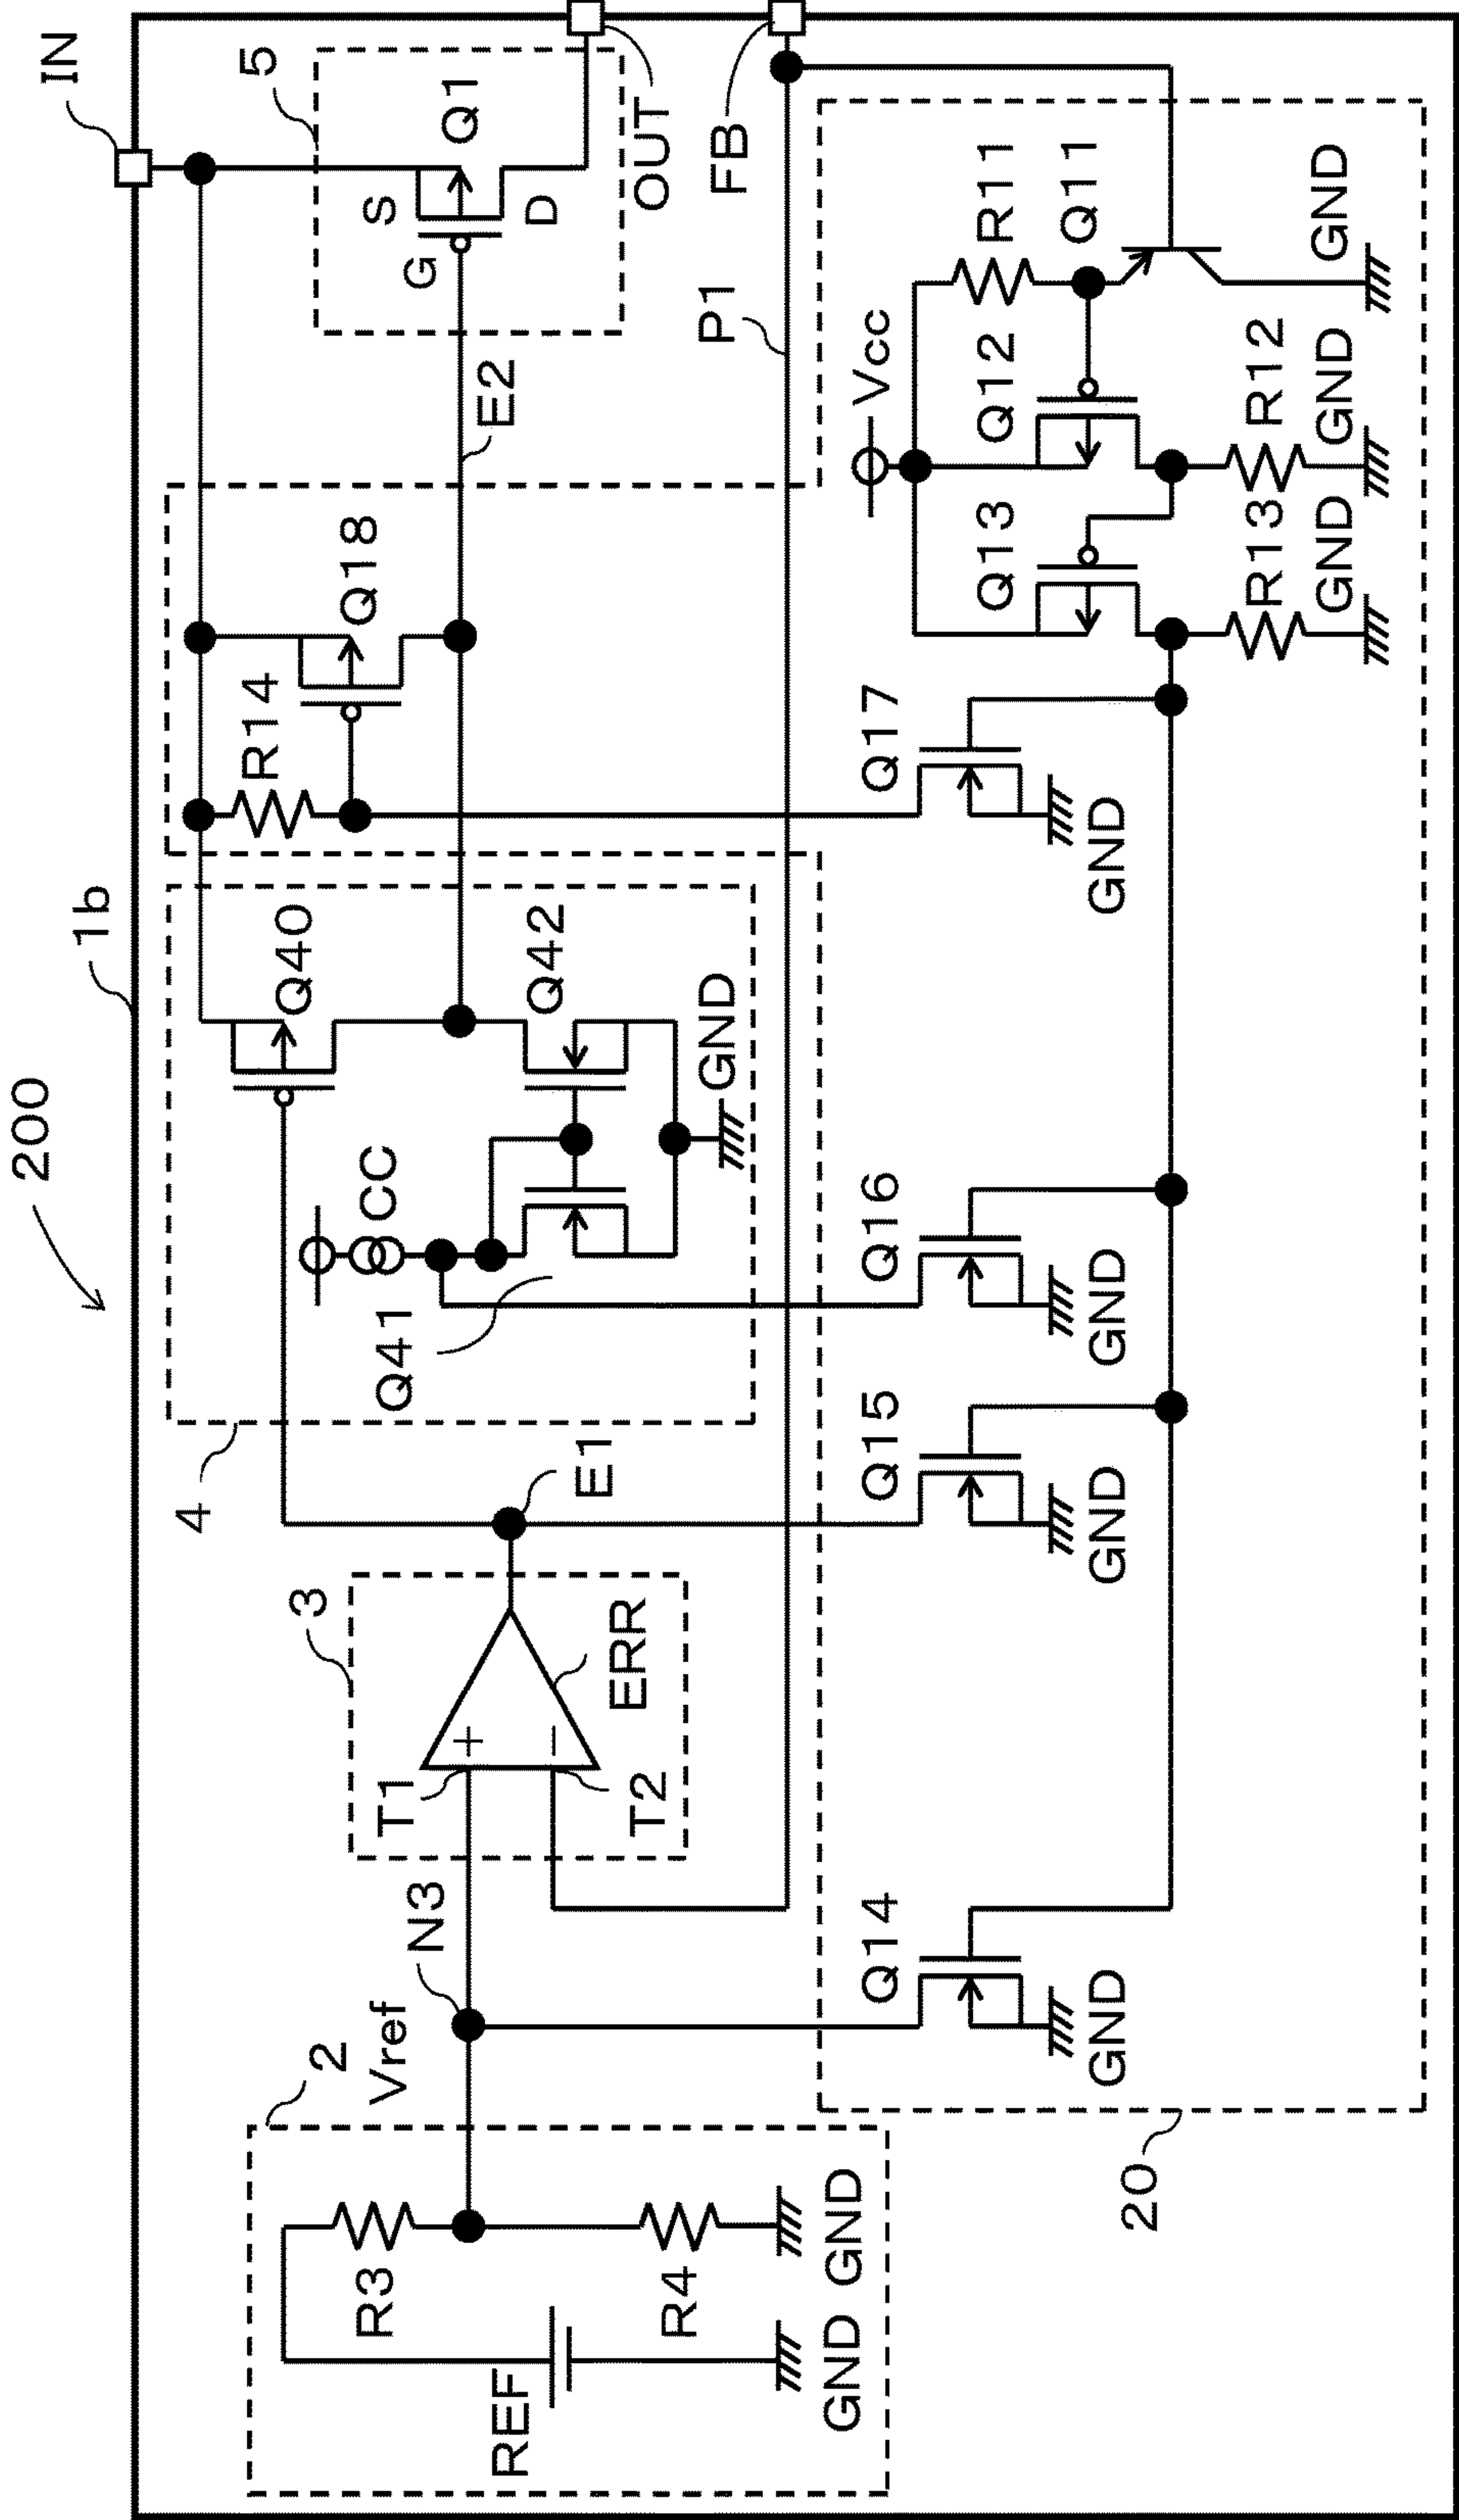 200
1b
IN
5
Q1
S
G
D
OUT
FB
P1
E2
Q18
R14
Q40
Q42
GND
CC
Q41
4
E1
3
ERR
T1
T2
N3
2
Vref
R3
R4
REF
GND
GND
Vcc
R11
Q11
GND
Q12
R12
GND
Q13
R13
GND
Q17
GND
Q16
GND
Q15
GND
Q14
GND
20